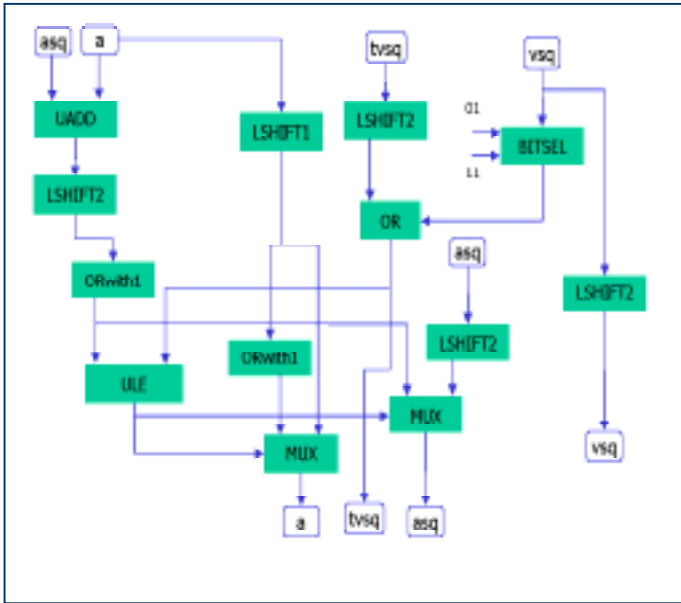 asq
a
tvsq
vsq
UADD
LSHIFT1
LSHIFT2
01
11
BITSEL
LSHIFT2
OR
asq
ORwith1
LSHIFT2
ORwith1
LSHIFT2
ULE
MUX
MUX
vsq
a
tvsq
asq